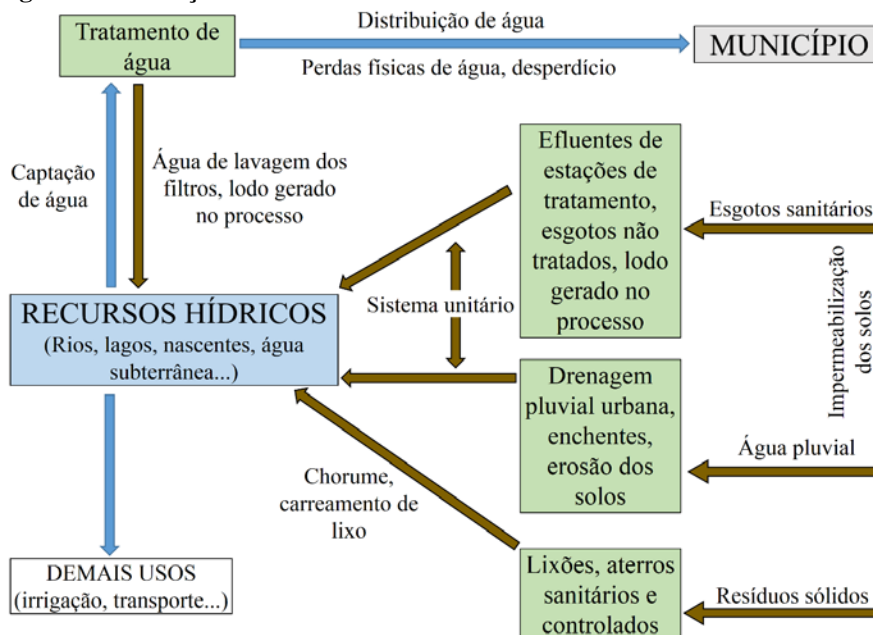 Tratamento de
água
Distribuição de água
Perdas físicas de água, desperdício
MUNICÍPIO
Captação
de água
Água de lavagem dos
filtros, lodo gerado
no processo
Efluentes de
estações de
tratamento,
esgotos não
tratados, lodo
gerado no
processo
Esgotos sanitários
Impermeabilização
dos solos
Sistema unitário
RECURSOS HÍDRICOS
(Rios, lagos, nascentes, água
subterrânea...)
Drenagem
pluvial urbana,
enchentes,
erosão dos
solos
Água pluvial
Chorume,
carreamento de
lixo
DEMAIS USOS
(irrigação, transporte...)
Lixões, aterros
sanitários e
controlados
Resíduos sólidos